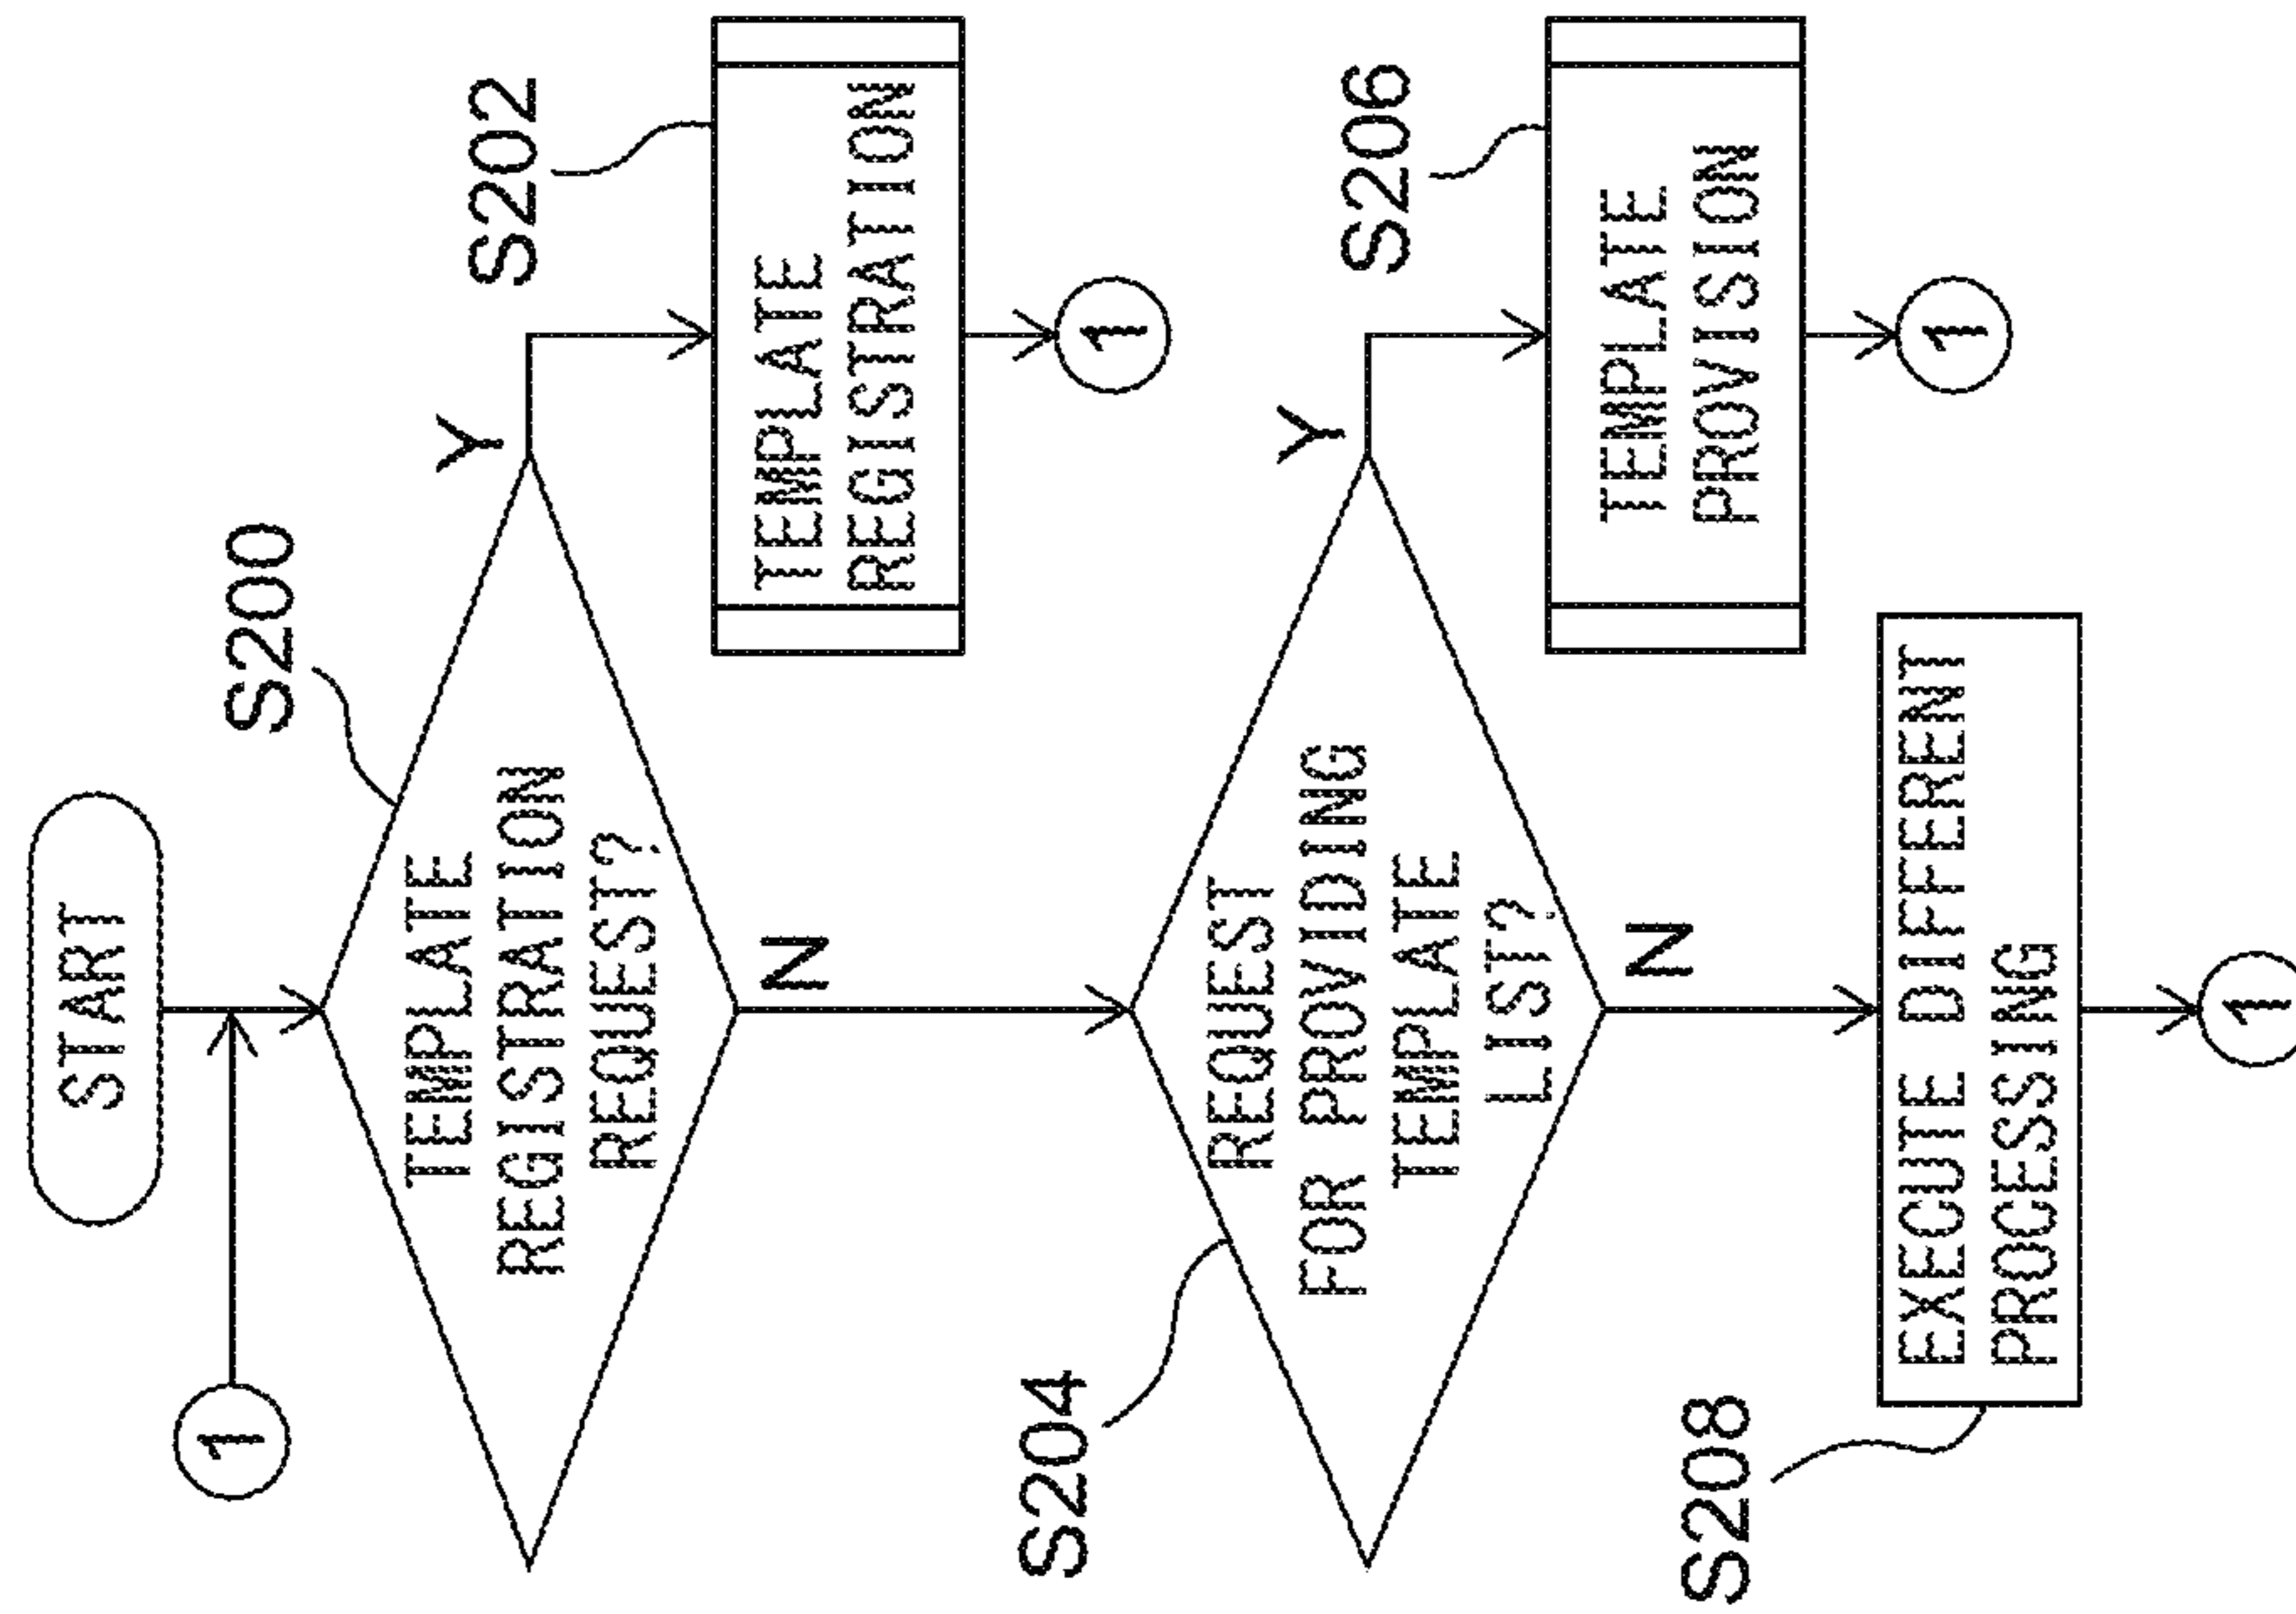 START
1
S200
TEMPLATE
REGISTRATION
REQUEST?
Y
N
S202
TEMPLATE
REGISTRATION
1
S204
REQUEST
FOR PROVIDING
TEMPLATE
LIST?
Y
N
S206
TEMPLATE
PROVISION
1
S208
EXECUTE DIFFERENT
PROCESSING
1